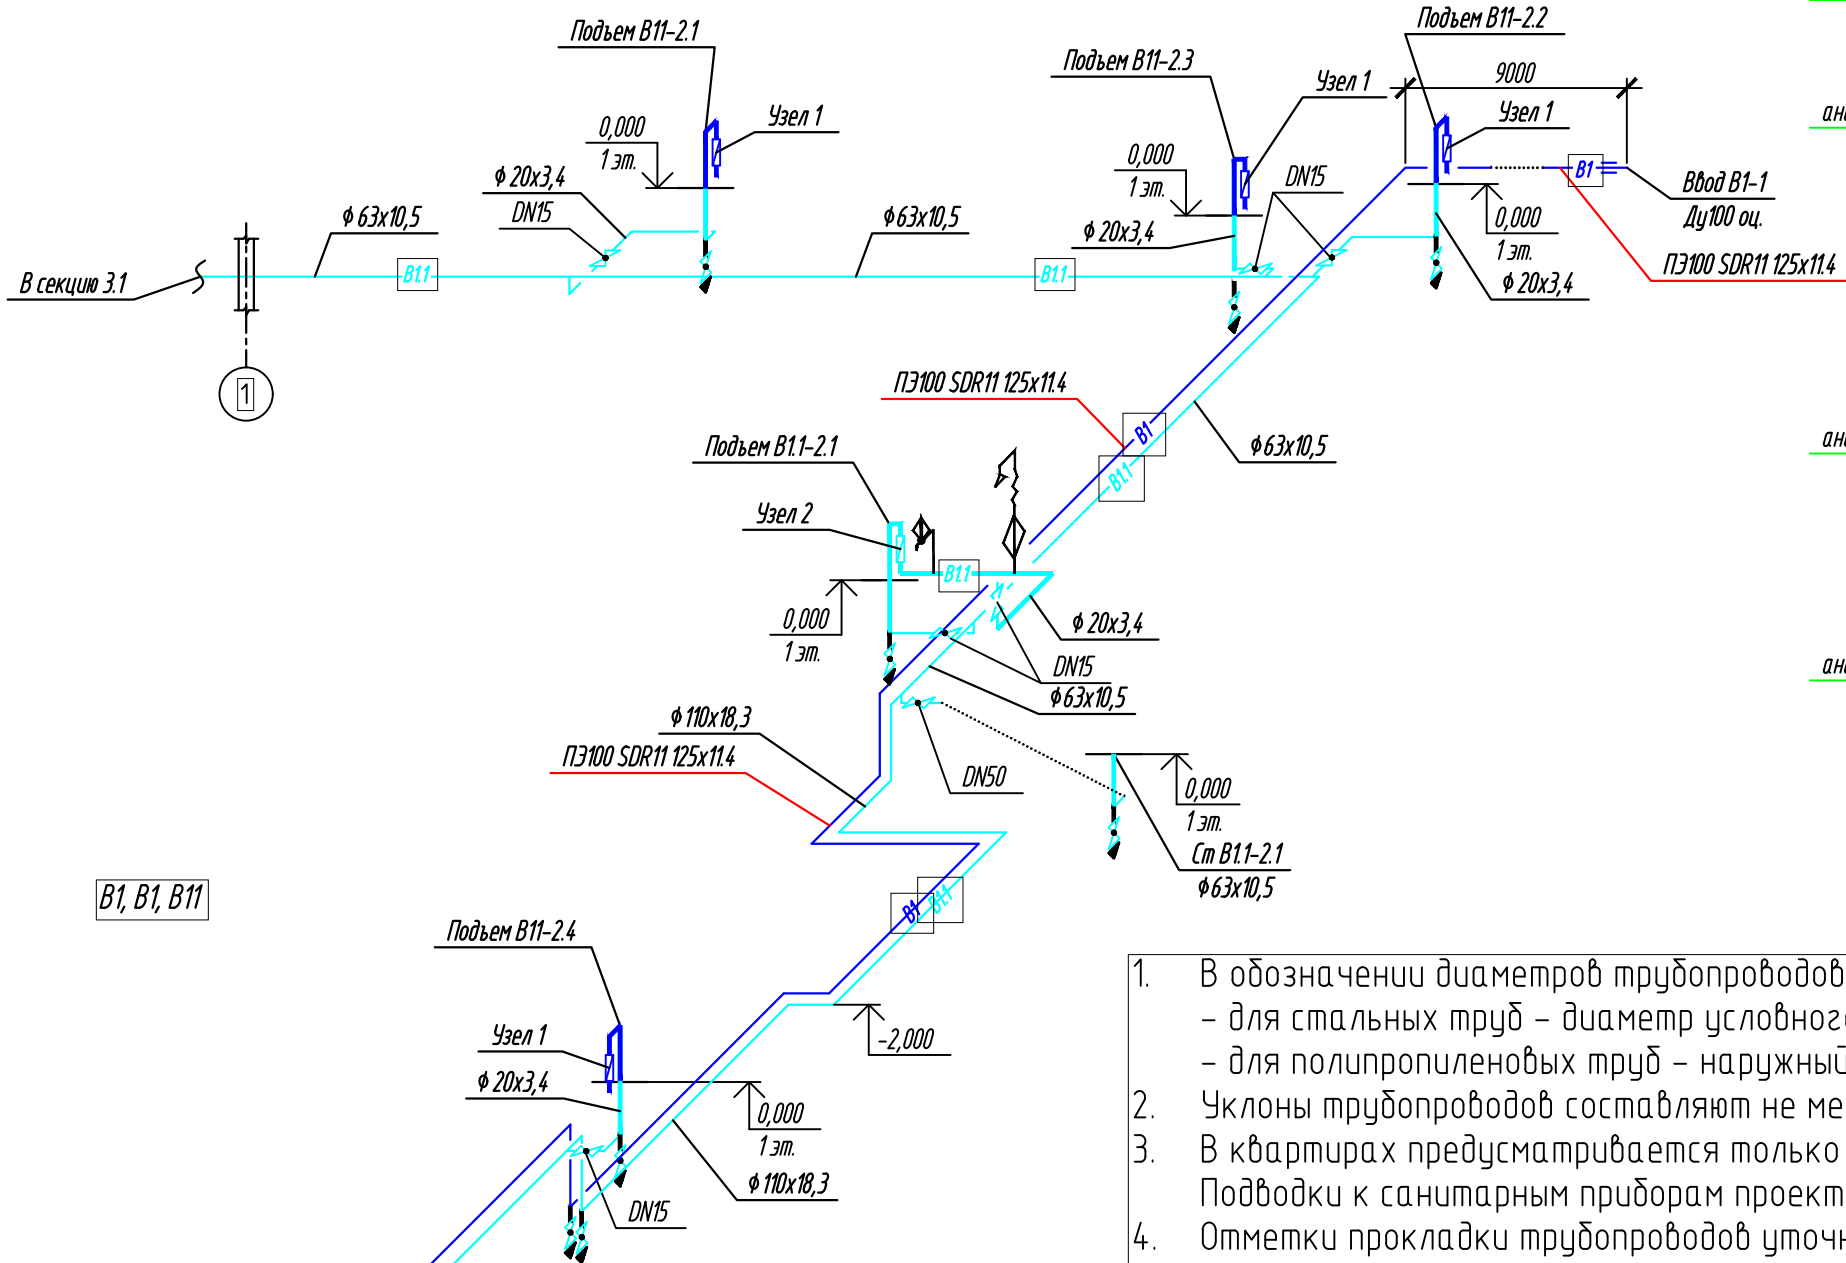 Подъем В11-2.1
Подъем В11-2.2
Подъем В11-2.3
Узел 1
9000
Узел 1
Узел 1
0,000
1 эт.
0,000
1 эт.
DN15
В1
Ввод В1-1
Ду100 оц.
ϕ 20х3,4
DN15
ϕ 63х10,5
ϕ 63х10,5
ϕ 20х3,4
0,000
1 эт.
ПЭ100 SDR11 125х11.4
ϕ 20х3,4
В секцию 3.1
В1.1
В1.1
1
ПЭ100 SDR11 125х11.4
В1
В1.1
ϕ 63х10,5
Подъем В1.1-2.1
Узел 2
В1.1
0,000
1 эт.
ϕ 20х3,4
DN15
ϕ 63х10,5
ϕ 110х18,3
ПЭ100 SDR11 125х11.4
DN50
0,000
1 эт.
Ст В1.1-2.1
ϕ 63х10,5
В1, В1, В11
В1
В1.1
Подъем В11-2.4
Узел 1
-2,000
ϕ 20х3,4
0,000
1 эт.
ϕ 110х18,3
DN15
1. В обозначении диаметров трубопроводов
- для стальных труб - диаметр условног
- для полипропиленовых труб - наружный
2. Уклоны трубопроводов составляют не ме
3. В квартирах предусматривается только
Подводки к санитарным приборам проект
4. Отметки прокладки трубопроводов уточ